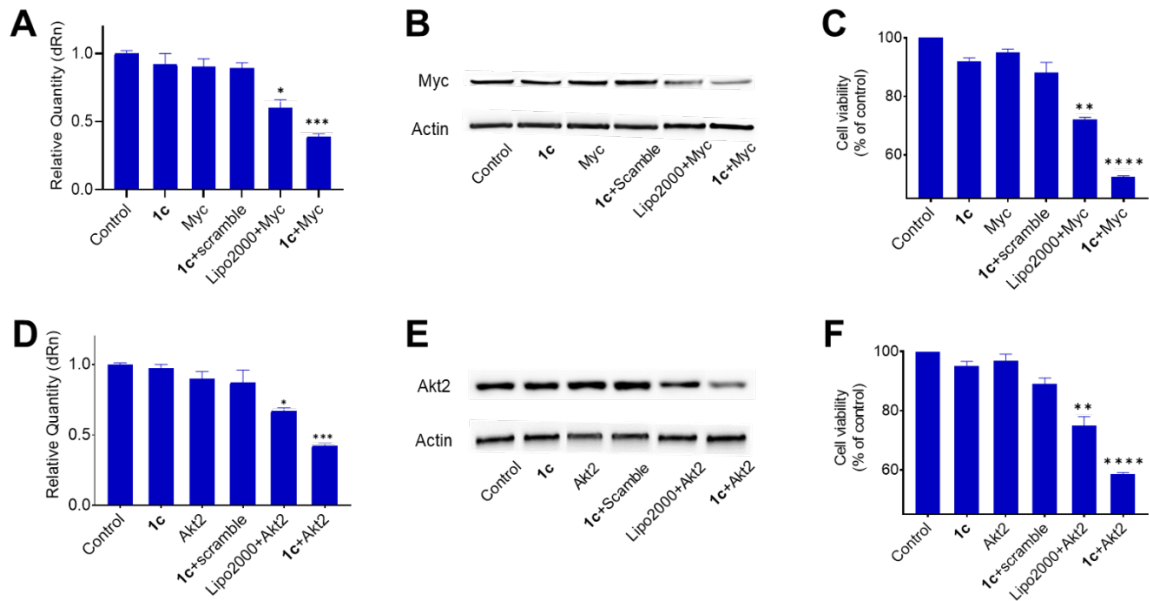 A
Relative Quantity (dRn)
1.0
0.5
0.0
*
***
Control
1c
Myc
1c+scramble
Lipo2000+Myc
1c+Myc
B
Myc
Actin
Control
1c
Myc
1c+Scamble
Lipo2000+Myc
1c+Myc
C
Cell viability
(% of control)
100
80
60
**
****
Control
1c
Myc
1c+scramble
Lipo2000+Myc
1c+Myc
D
Relative Quantity (dRn)
1.0
0.5
0.0
*
***
Control
1c
Akt2
1c+scramble
Lipo2000+Akt2
1c+Akt2
E
Akt2
Actin
Control
1c
Akt2
1c+Scamble
Lipo2000+Akt2
1c+Akt2
F
Cell viability
(% of control)
100
80
60
**
****
Control
1c
Akt2
1c+scramble
Lipo2000+Akt2
1c+Akt2